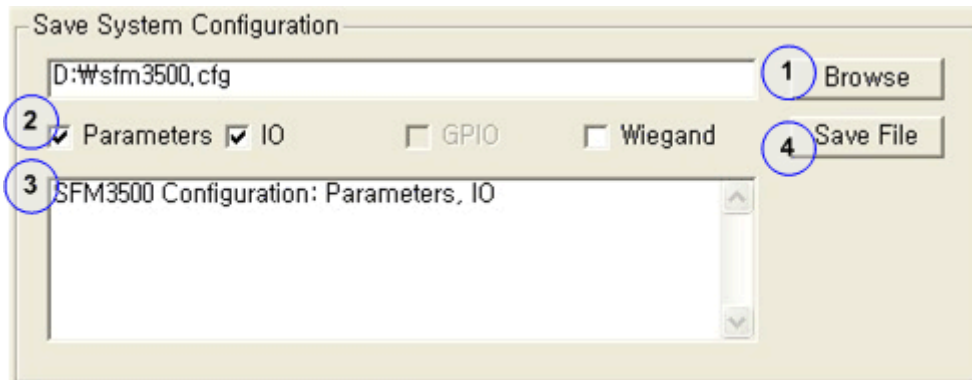 Save System Configuration
D:₩sfm3500.cfg
1 Browse
2 Parameters IO GPIO Wiegand
4 Save File
3 SFM3500 Configuration: Parameters, IO